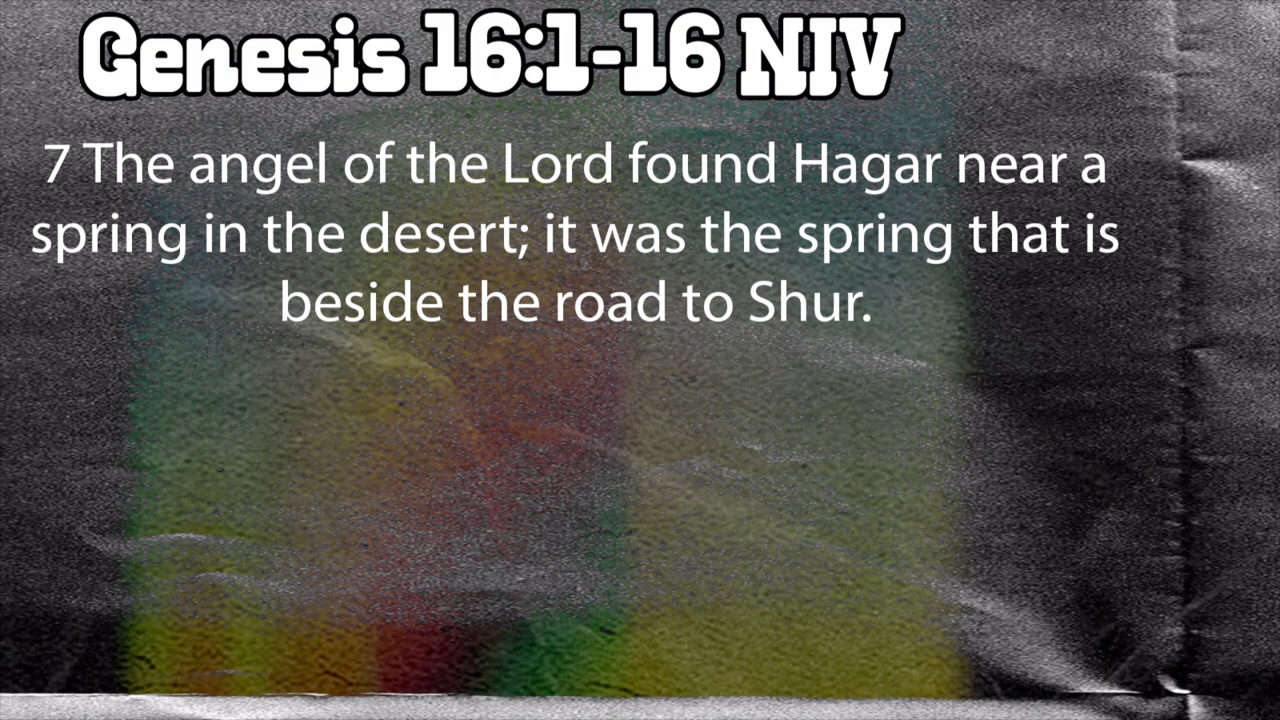 Genesis 16:1-16 NIV
7 The angel of the Lord found Hagar near a
spring in the desert; it was the spring that is
beside the road to Shur.